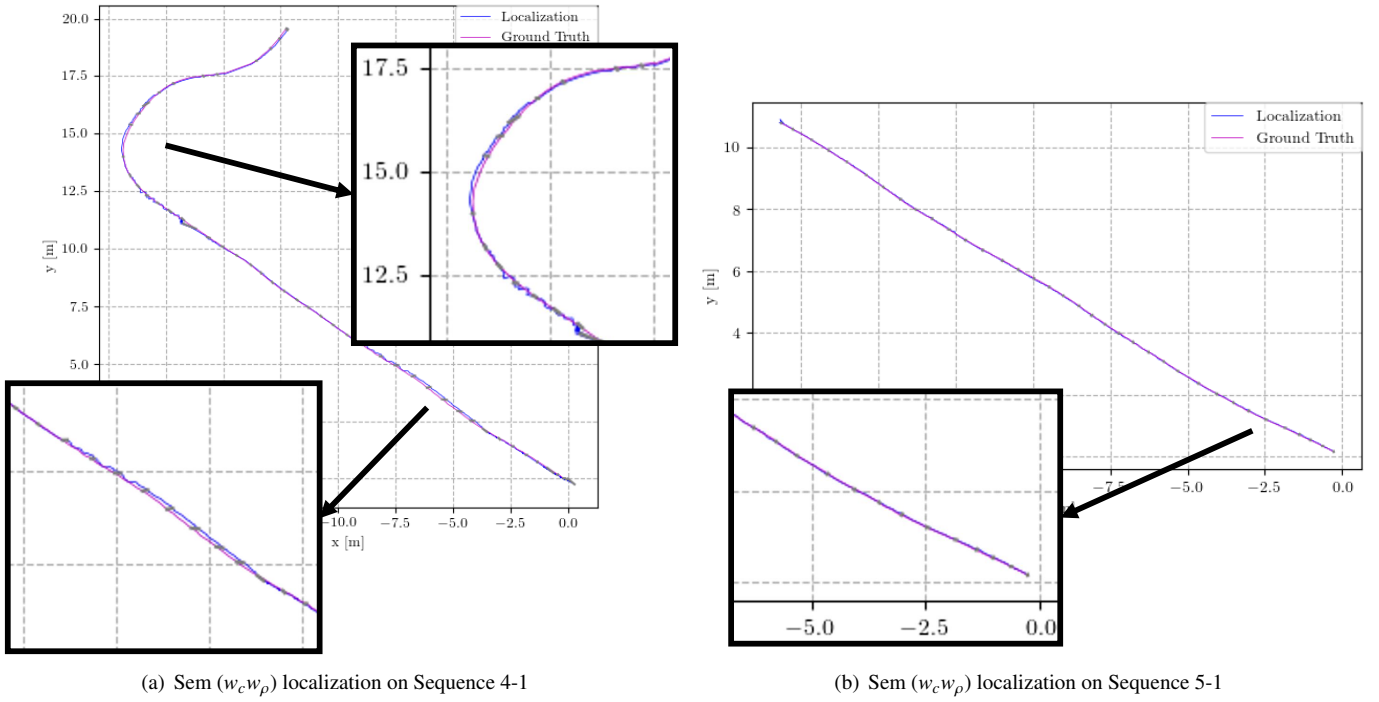 20.0
17.5
15.0
12.5
10.0
7.5
5.0
y [m]
Localization
Ground Truth
17.5
15.0
12.5
−10.0 −7.5 −5.0 −2.5 0.0
x [m]
(a) Sem (w_c w_ρ) localization on Sequence 4-1
10
8
6
4
y [m]
Localization
Ground Truth
−7.5 −5.0 −2.5 0.0
−5.0 −2.5 0.0
(b) Sem (w_c w_ρ) localization on Sequence 5-1